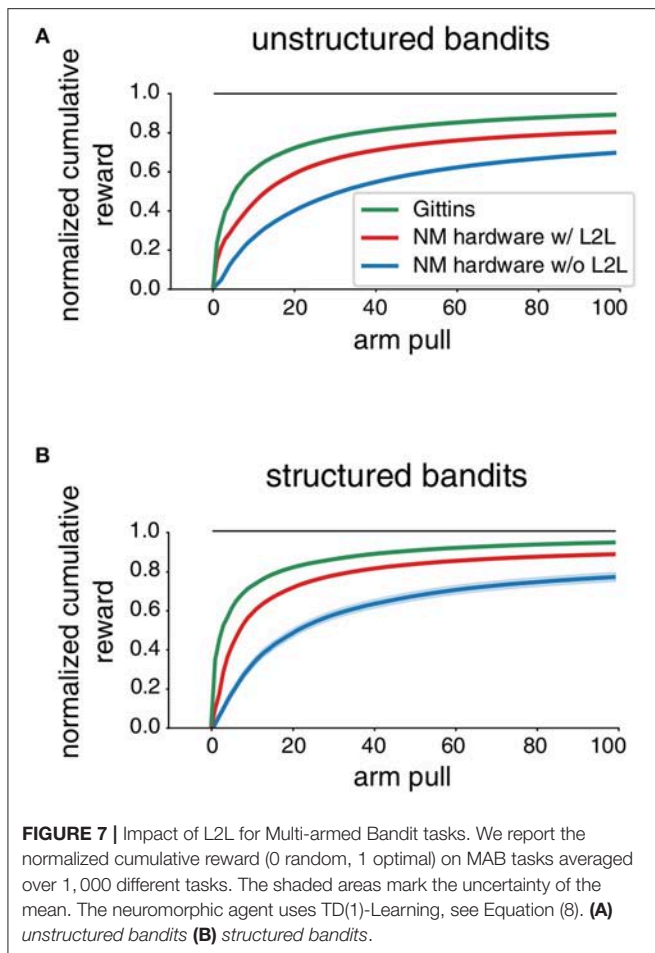 A
unstructured bandits
normalized cumulative
reward
1.0
0.8
0.6
0.4
0.2
0.0
Gittins
NM hardware w/ L2L
NM hardware w/o L2L
0 20 40 60 80 100
arm pull
B
structured bandits
normalized cumulative
reward
1.0
0.8
0.6
0.4
0.2
0.0
0 20 40 60 80 100
arm pull
FIGURE 7 | Impact of L2L for Multi-armed Bandit tasks. We report the
normalized cumulative reward (0 random, 1 optimal) on MAB tasks averaged
over 1, 000 different tasks. The shaded areas mark the uncertainty of the
mean. The neuromorphic agent uses TD(1)-Learning, see Equation (8). (A)
unstructured bandits (B) structured bandits.